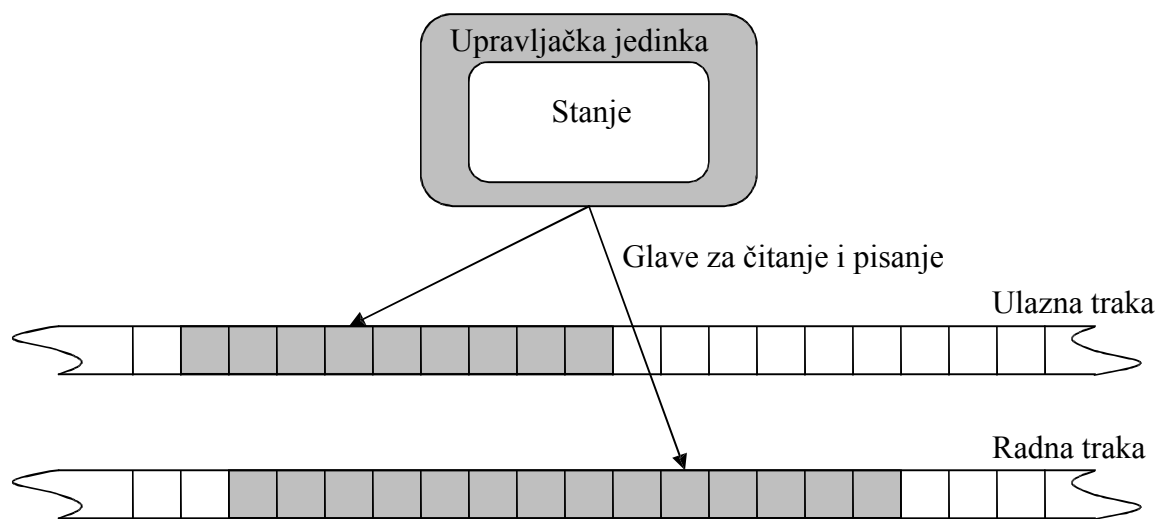 Upravljačka jedinka
Stanje
Glave za čitanje i pisanje
Ulazna traka
Radna traka